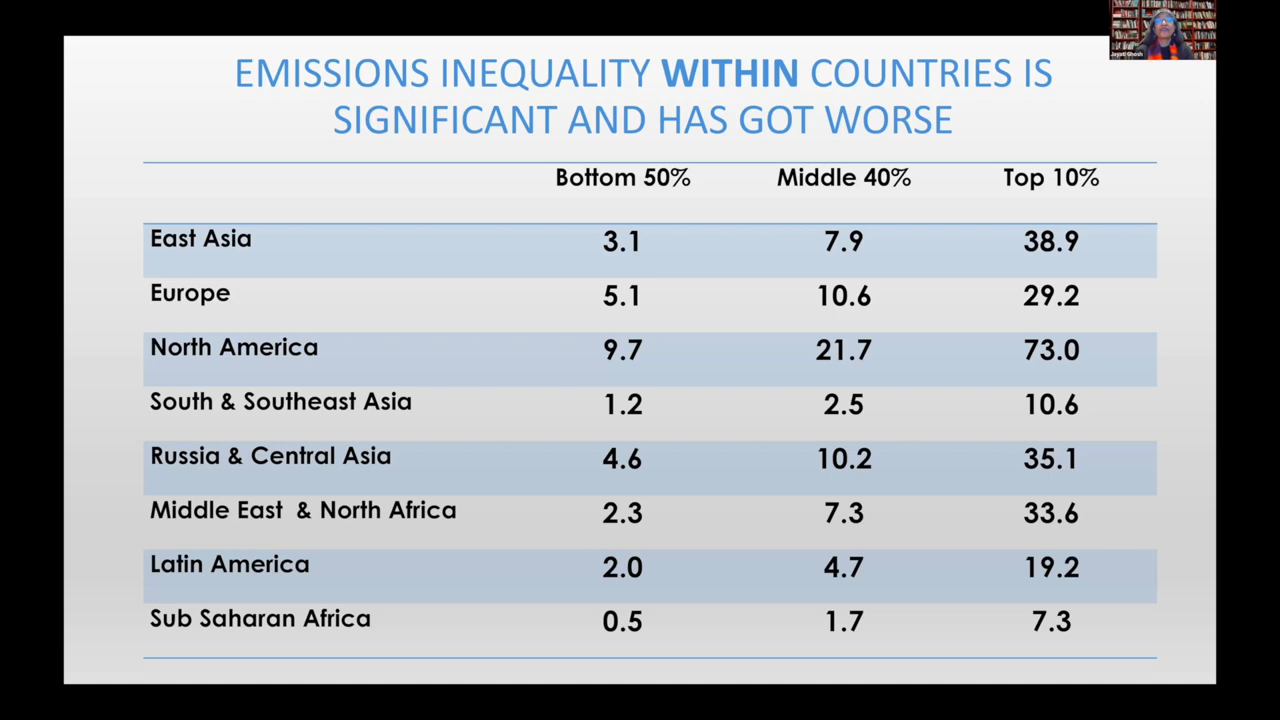 Jayati Ghosh
EMISSIONS INEQUALITY WITHIN COUNTRIES IS
SIGNIFICANT AND HAS GOT WORSE
Bottom 50% Middle 40% Top 10%
East Asia 3.1 7.9 38.9
Europe 5.1 10.6 29.2
North America 9.7 21.7 73.0
South & Southeast Asia 1.2 2.5 10.6
Russia & Central Asia 4.6 10.2 35.1
Middle East & North Africa 2.3 7.3 33.6
Latin America 2.0 4.7 19.2
Sub Saharan Africa 0.5 1.7 7.3